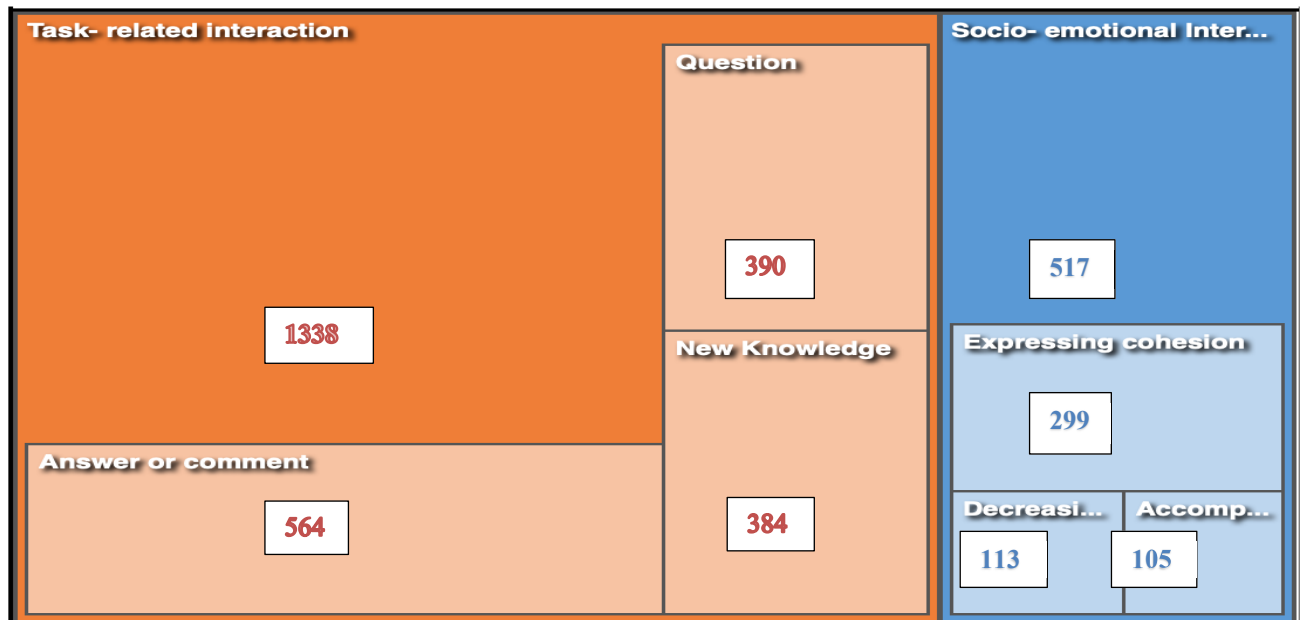 Task- related interaction
1338
Answer or comment
564
Question
390
New Knowledge
384
Socio- emotional Inter...
517
Expressing cohesion
299
Decreasi...
113
Accomp...
105